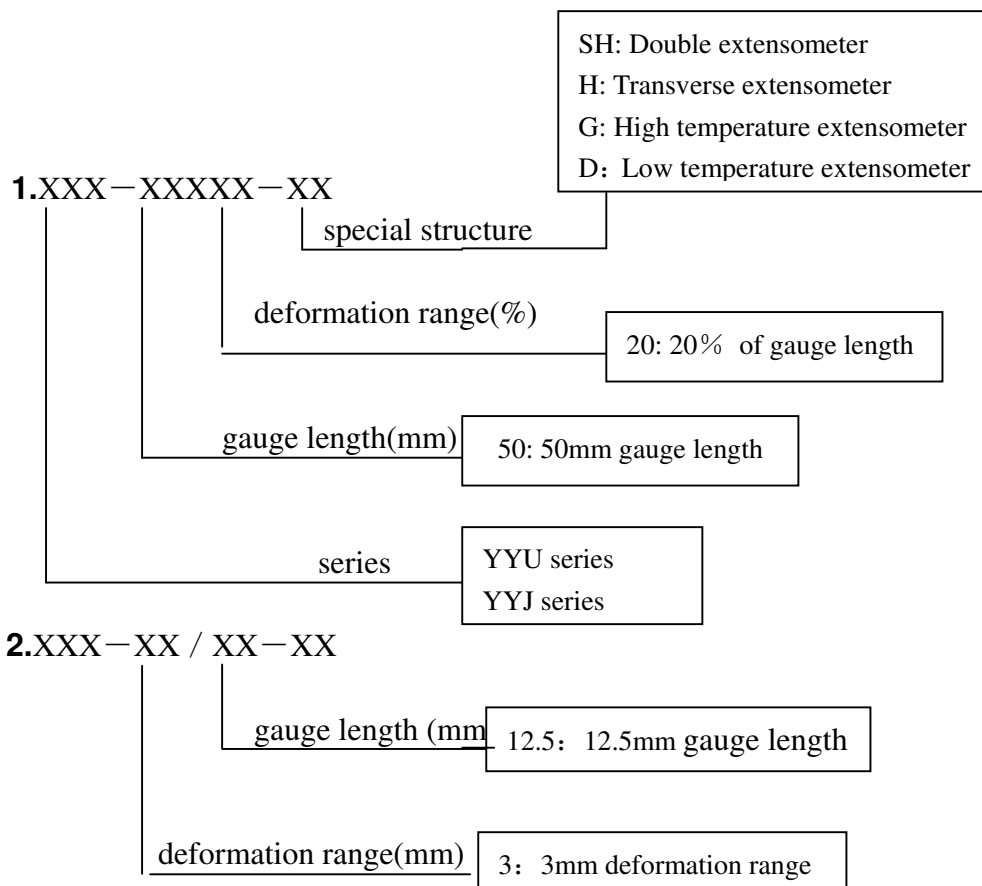 SH: Double extensometer
H: Transverse extensometer
G: High temperature extensometer
D：Low temperature extensometer
1.XXX－XXXXX－XX
special structure
deformation range(%)
20: 20％ of gauge length
gauge length(mm)
50: 50mm gauge length
series
YYU series
YYJ series
2.XXX－XX / XX－XX
gauge length (mm
12.5：12.5mm gauge length
deformation range(mm)
3：3mm deformation range